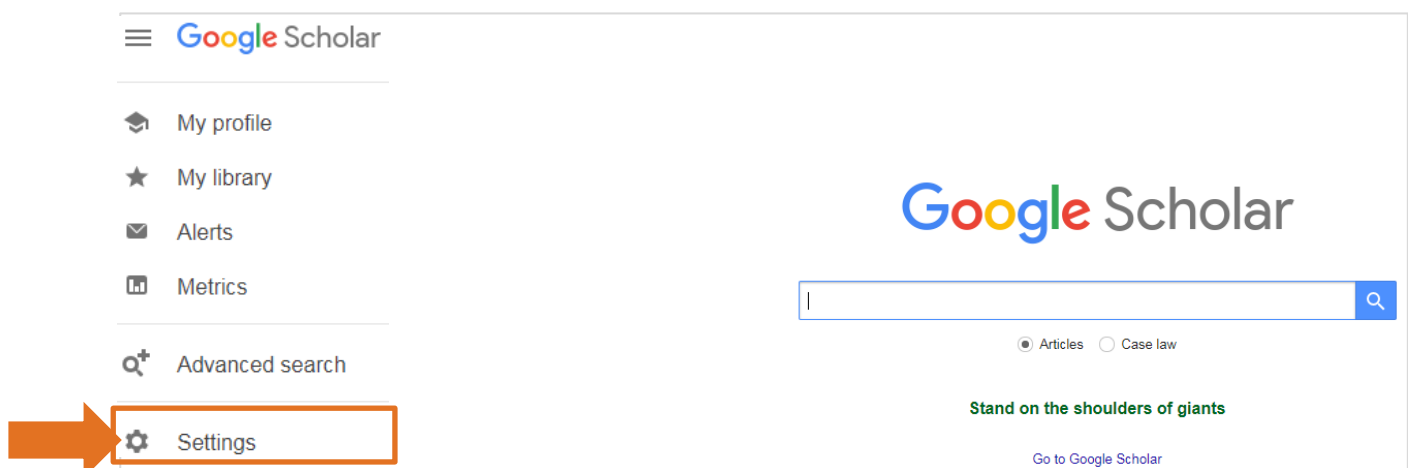 Google Scholar
My profile
My library
Alerts
Metrics
Advanced search
Settings
Google Scholar
Articles Case law
Stand on the shoulders of giants
Go to Google Scholar